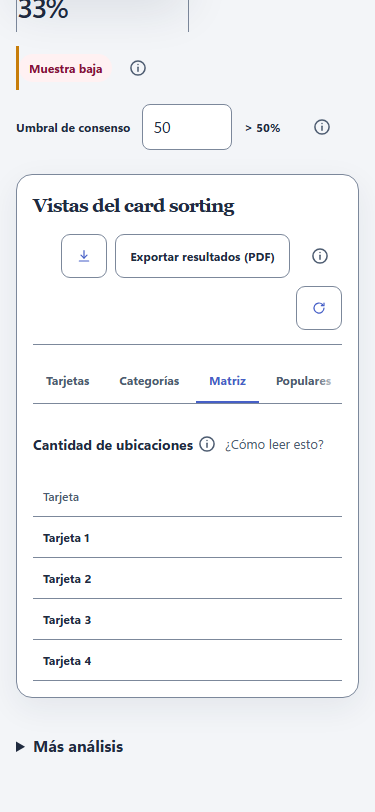 33%
Muestra baja
Umbral de consenso 50 > 50%
Vistas del card sorting
Exportar resultados (PDF)
Tarjetas Categorías Matriz Populares
Cantidad de ubicaciones ¿Cómo leer esto?
Tarjeta
Tarjeta 1
Tarjeta 2
Tarjeta 3
Tarjeta 4
Más análisis